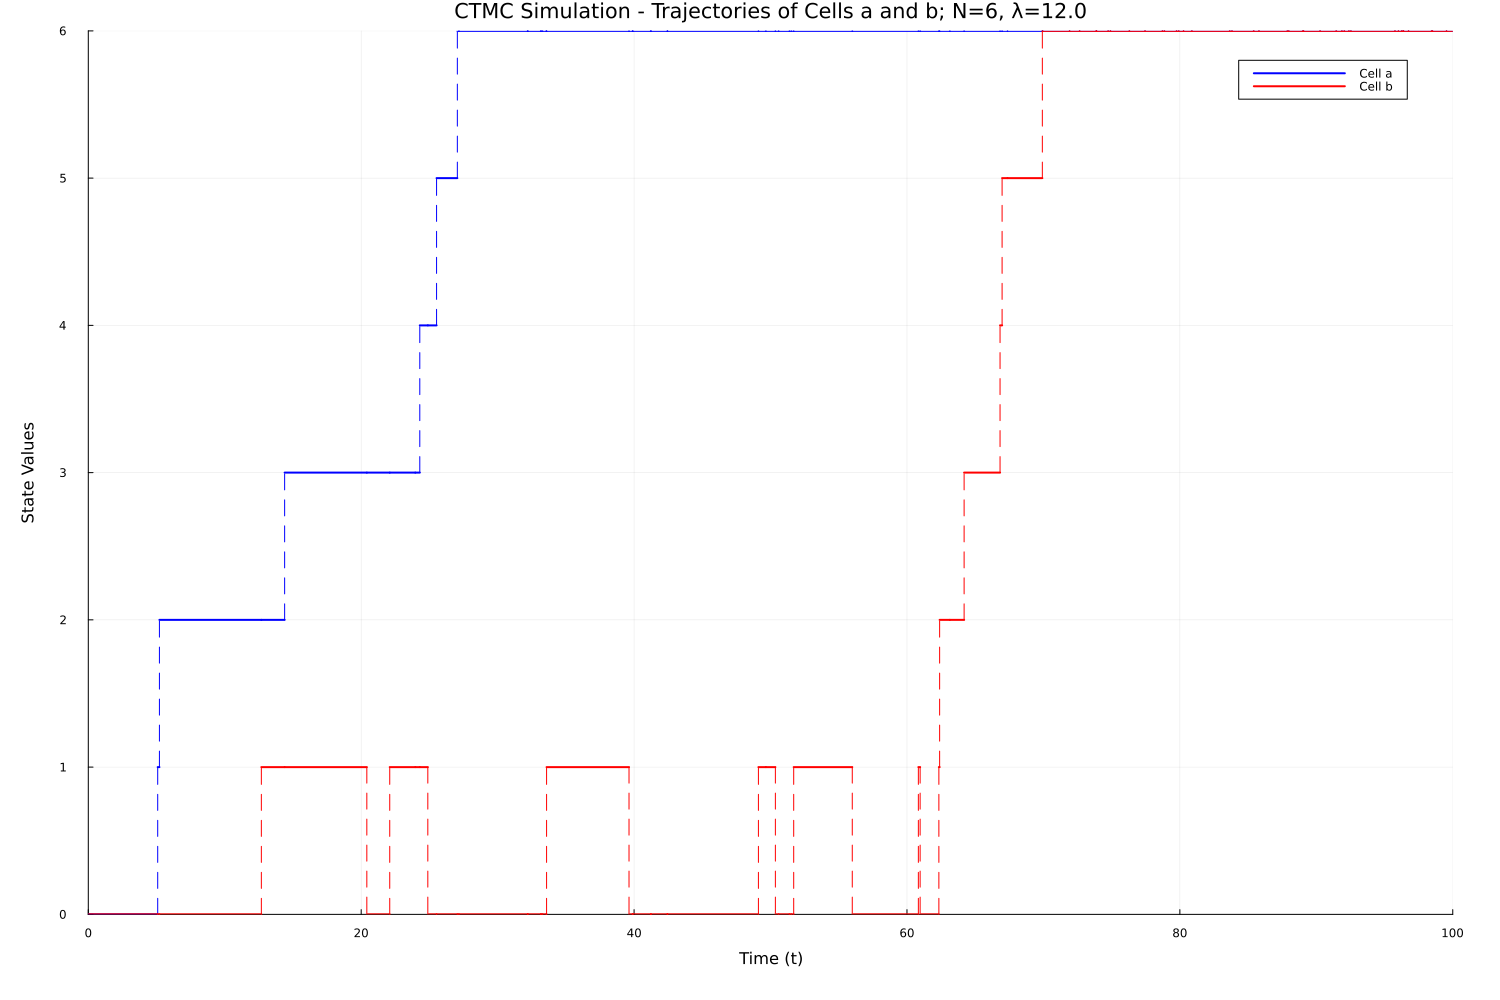 CTMC Simulation - Trajectories of Cells a and b; N=6, λ=12.0
6
Cell a
Cell b
5
4
State Values
3
2
1
0
0 20 40 60 80 100
Time (t)